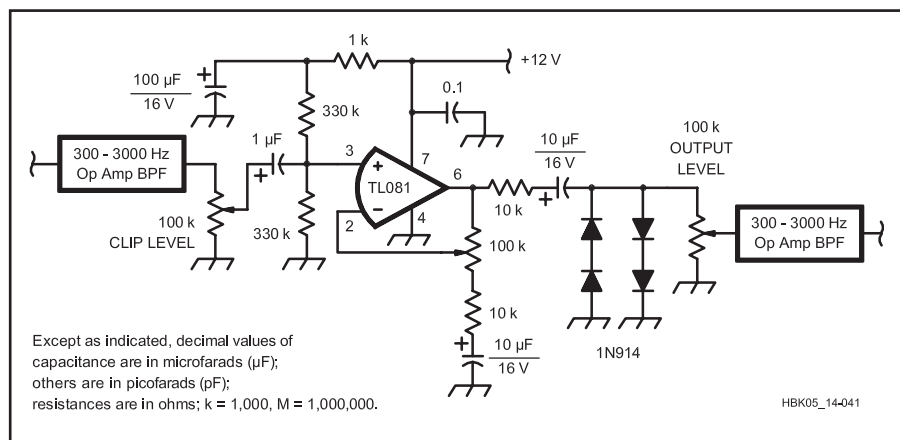 1 k
+12 V
100 µF
16 V
+
330 k
0.1
1 µF
+
10 µF
16 V
+
100 k
OUTPUT
LEVEL
300 - 3000 Hz
Op Amp BPF
3
+
7
TL081
6
−
2
4
10 k
100 k
CLIP LEVEL
330 k
100 k
300 - 3000 Hz
Op Amp BPF
10 k
+
10 µF
16 V
1N914
Except as indicated, decimal values of
capacitance are in microfarads (µF);
others are in picofarads (pF);
resistances are in ohms; k = 1,000, M = 1,000,000.
HBK05_14-041